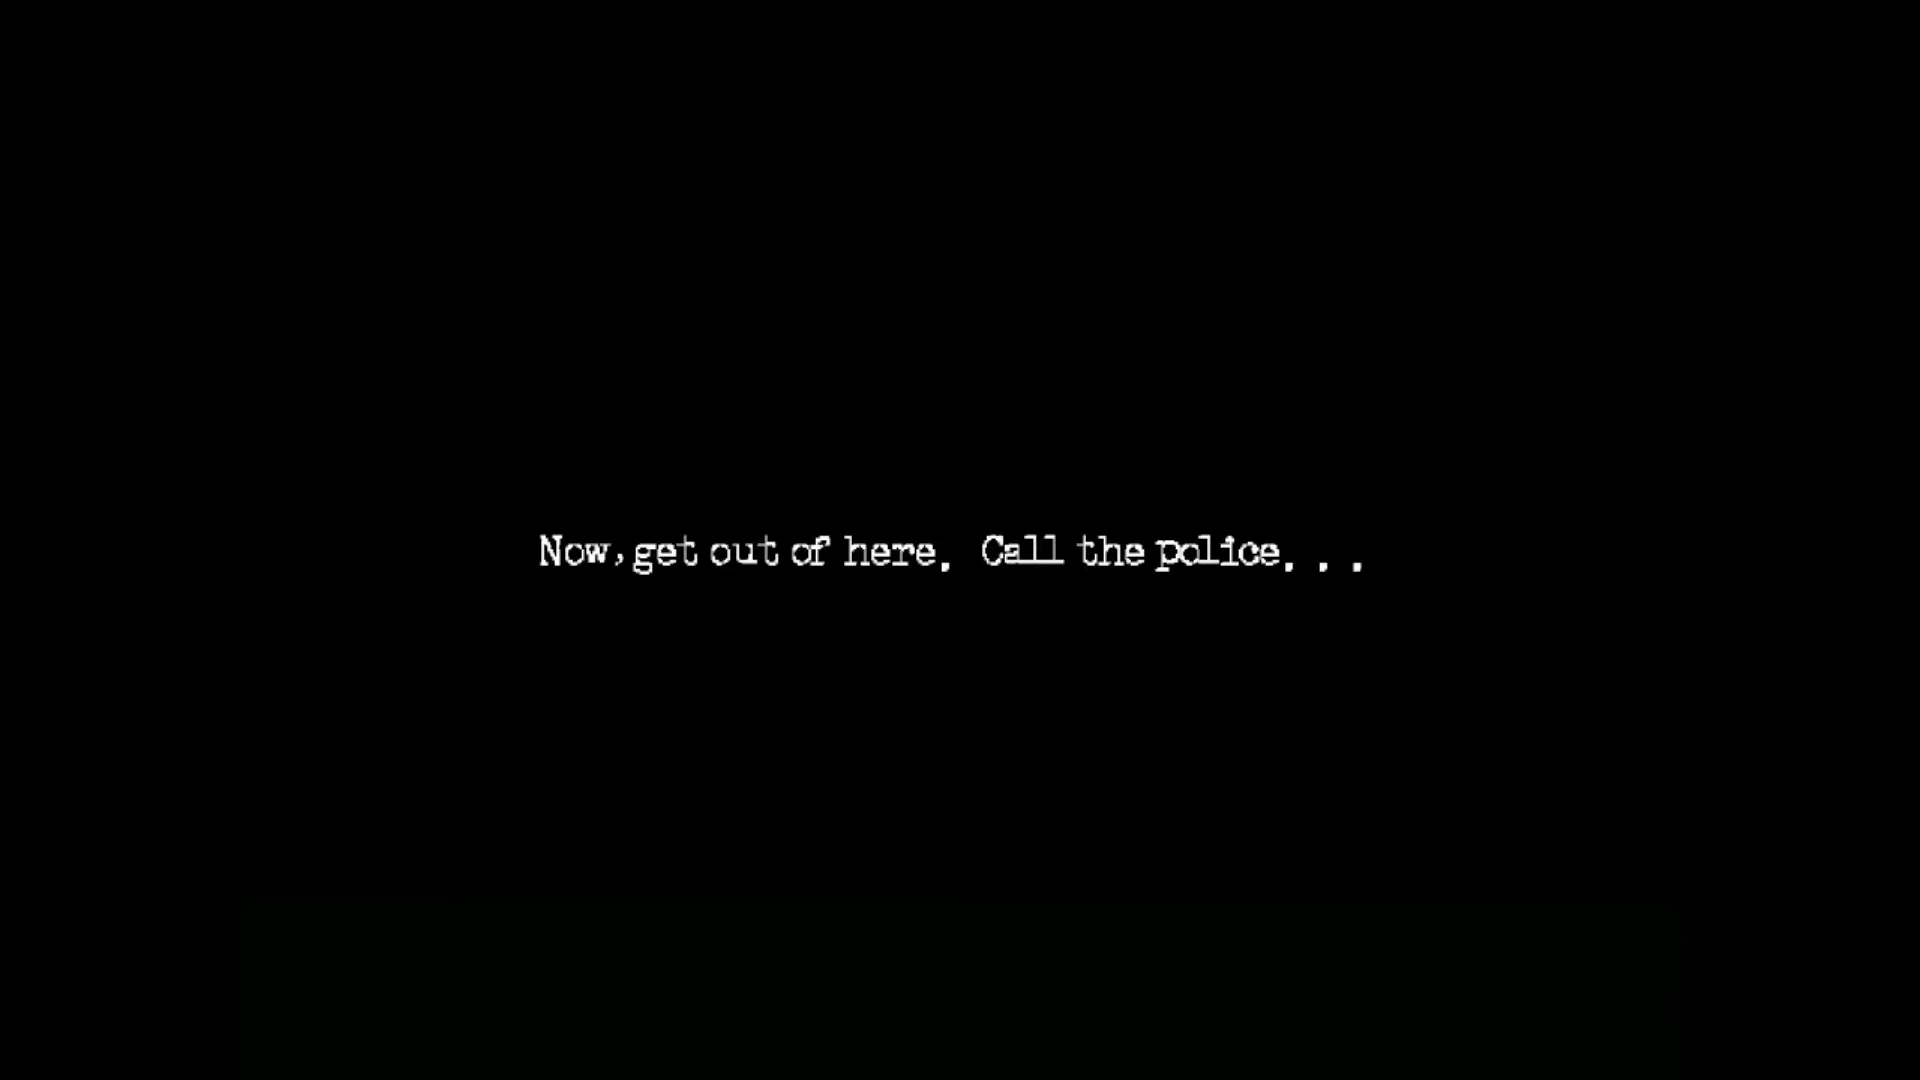 Now, get out of here. Call the police...